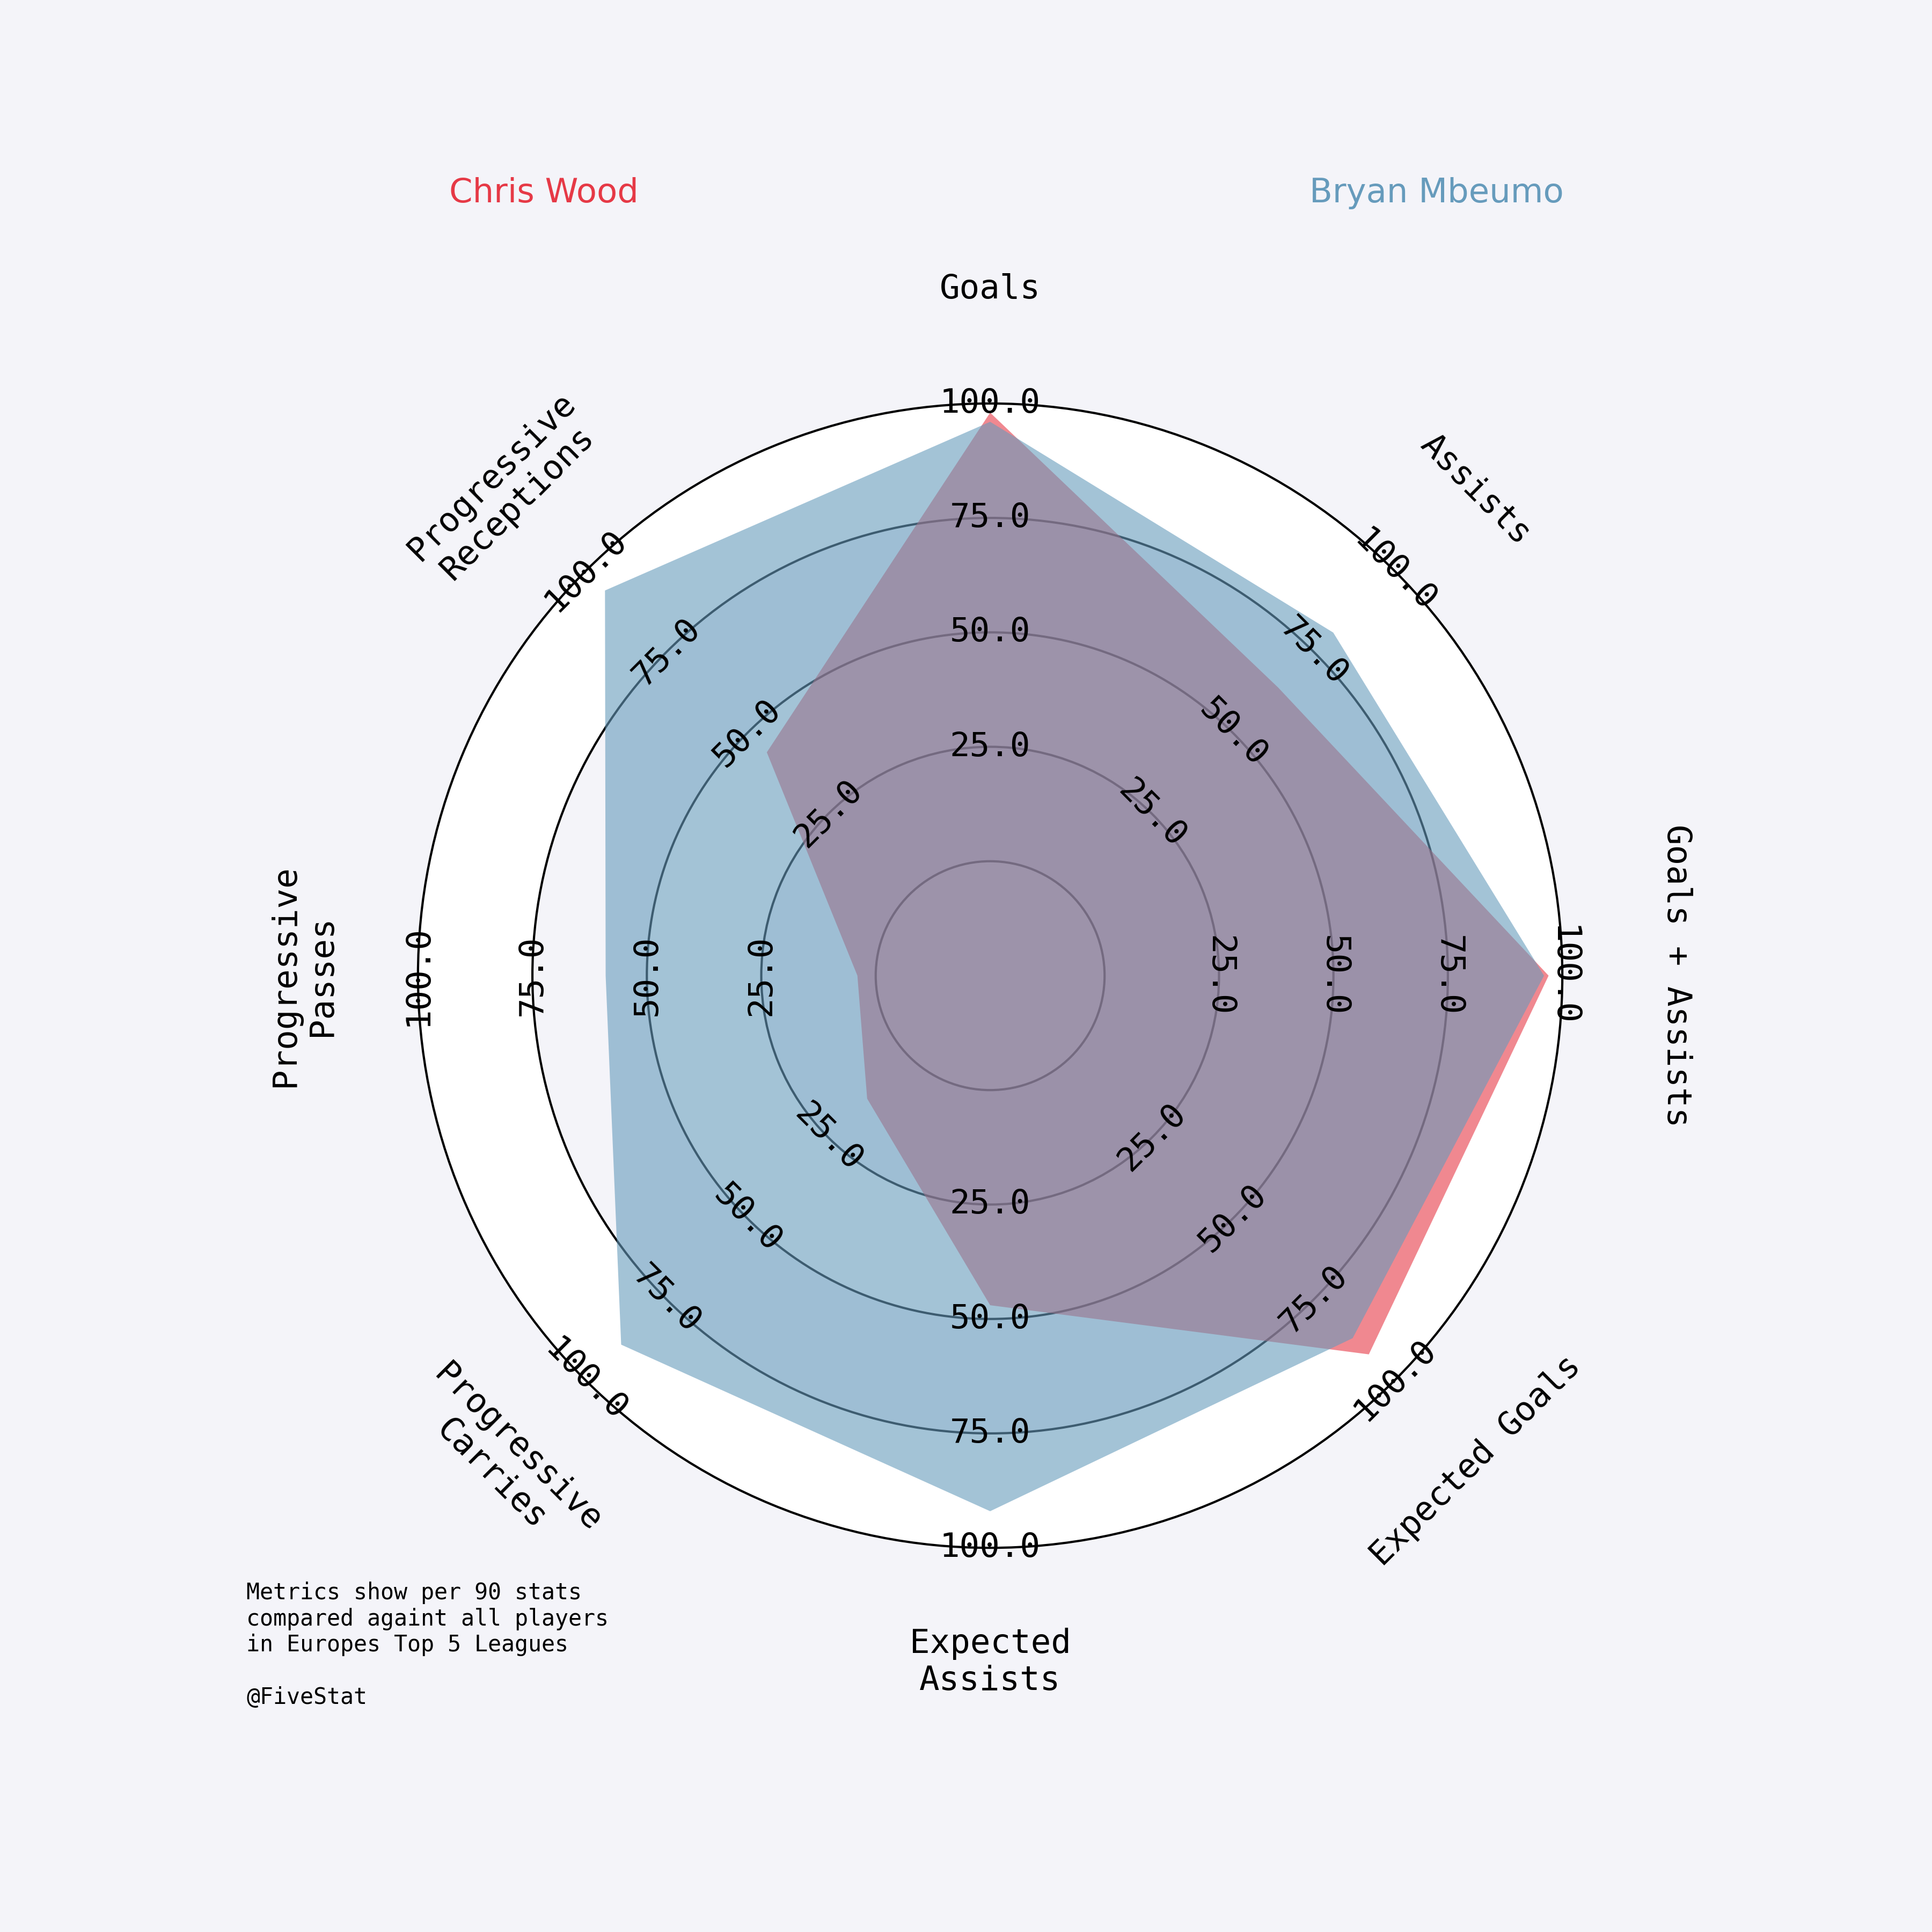 Chris Wood
Bryan Mbeumo
Goals
Assists
Goals + Assists
Expected Goals
Expected
Assists
Progressive
Carries
Progressive
Passes
Progressive
Receptions
25.0
50.0
75.0
100.0
25.0
50.0
75.0
100.0
25.0
50.0
75.0
100.0
25.0
50.0
75.0
100.0
25.0
50.0
75.0
100.0
25.0
50.0
75.0
100.0
25.0
50.0
75.0
100.0
25.0
50.0
75.0
100.0
Metrics show per 90 stats
compared againt all players
in Europes Top 5 Leagues
@FiveStat